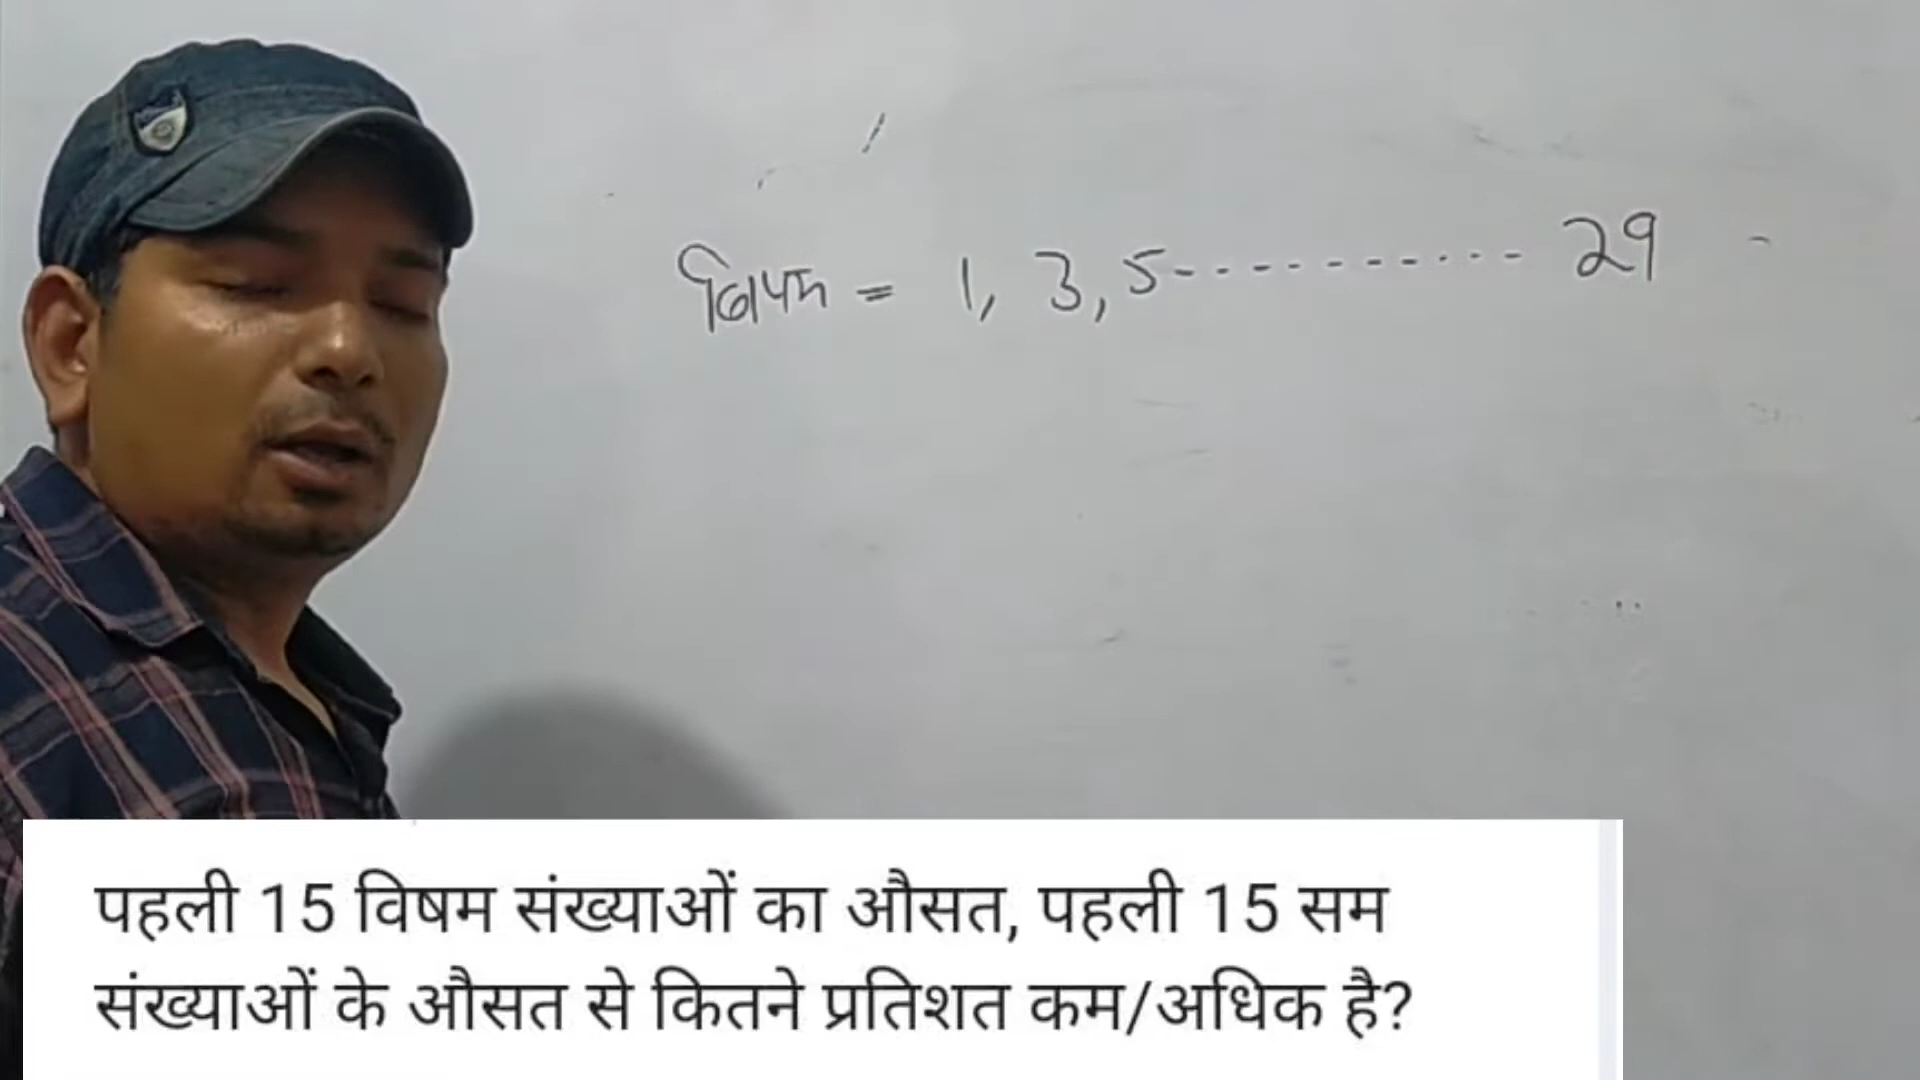 विषम = 1, 3, 5----------- 29
पहली 15 विषम संख्याओं का औसत, पहली 15 सम
संख्याओं के औसत से कितने प्रतिशत कम/अधिक है?